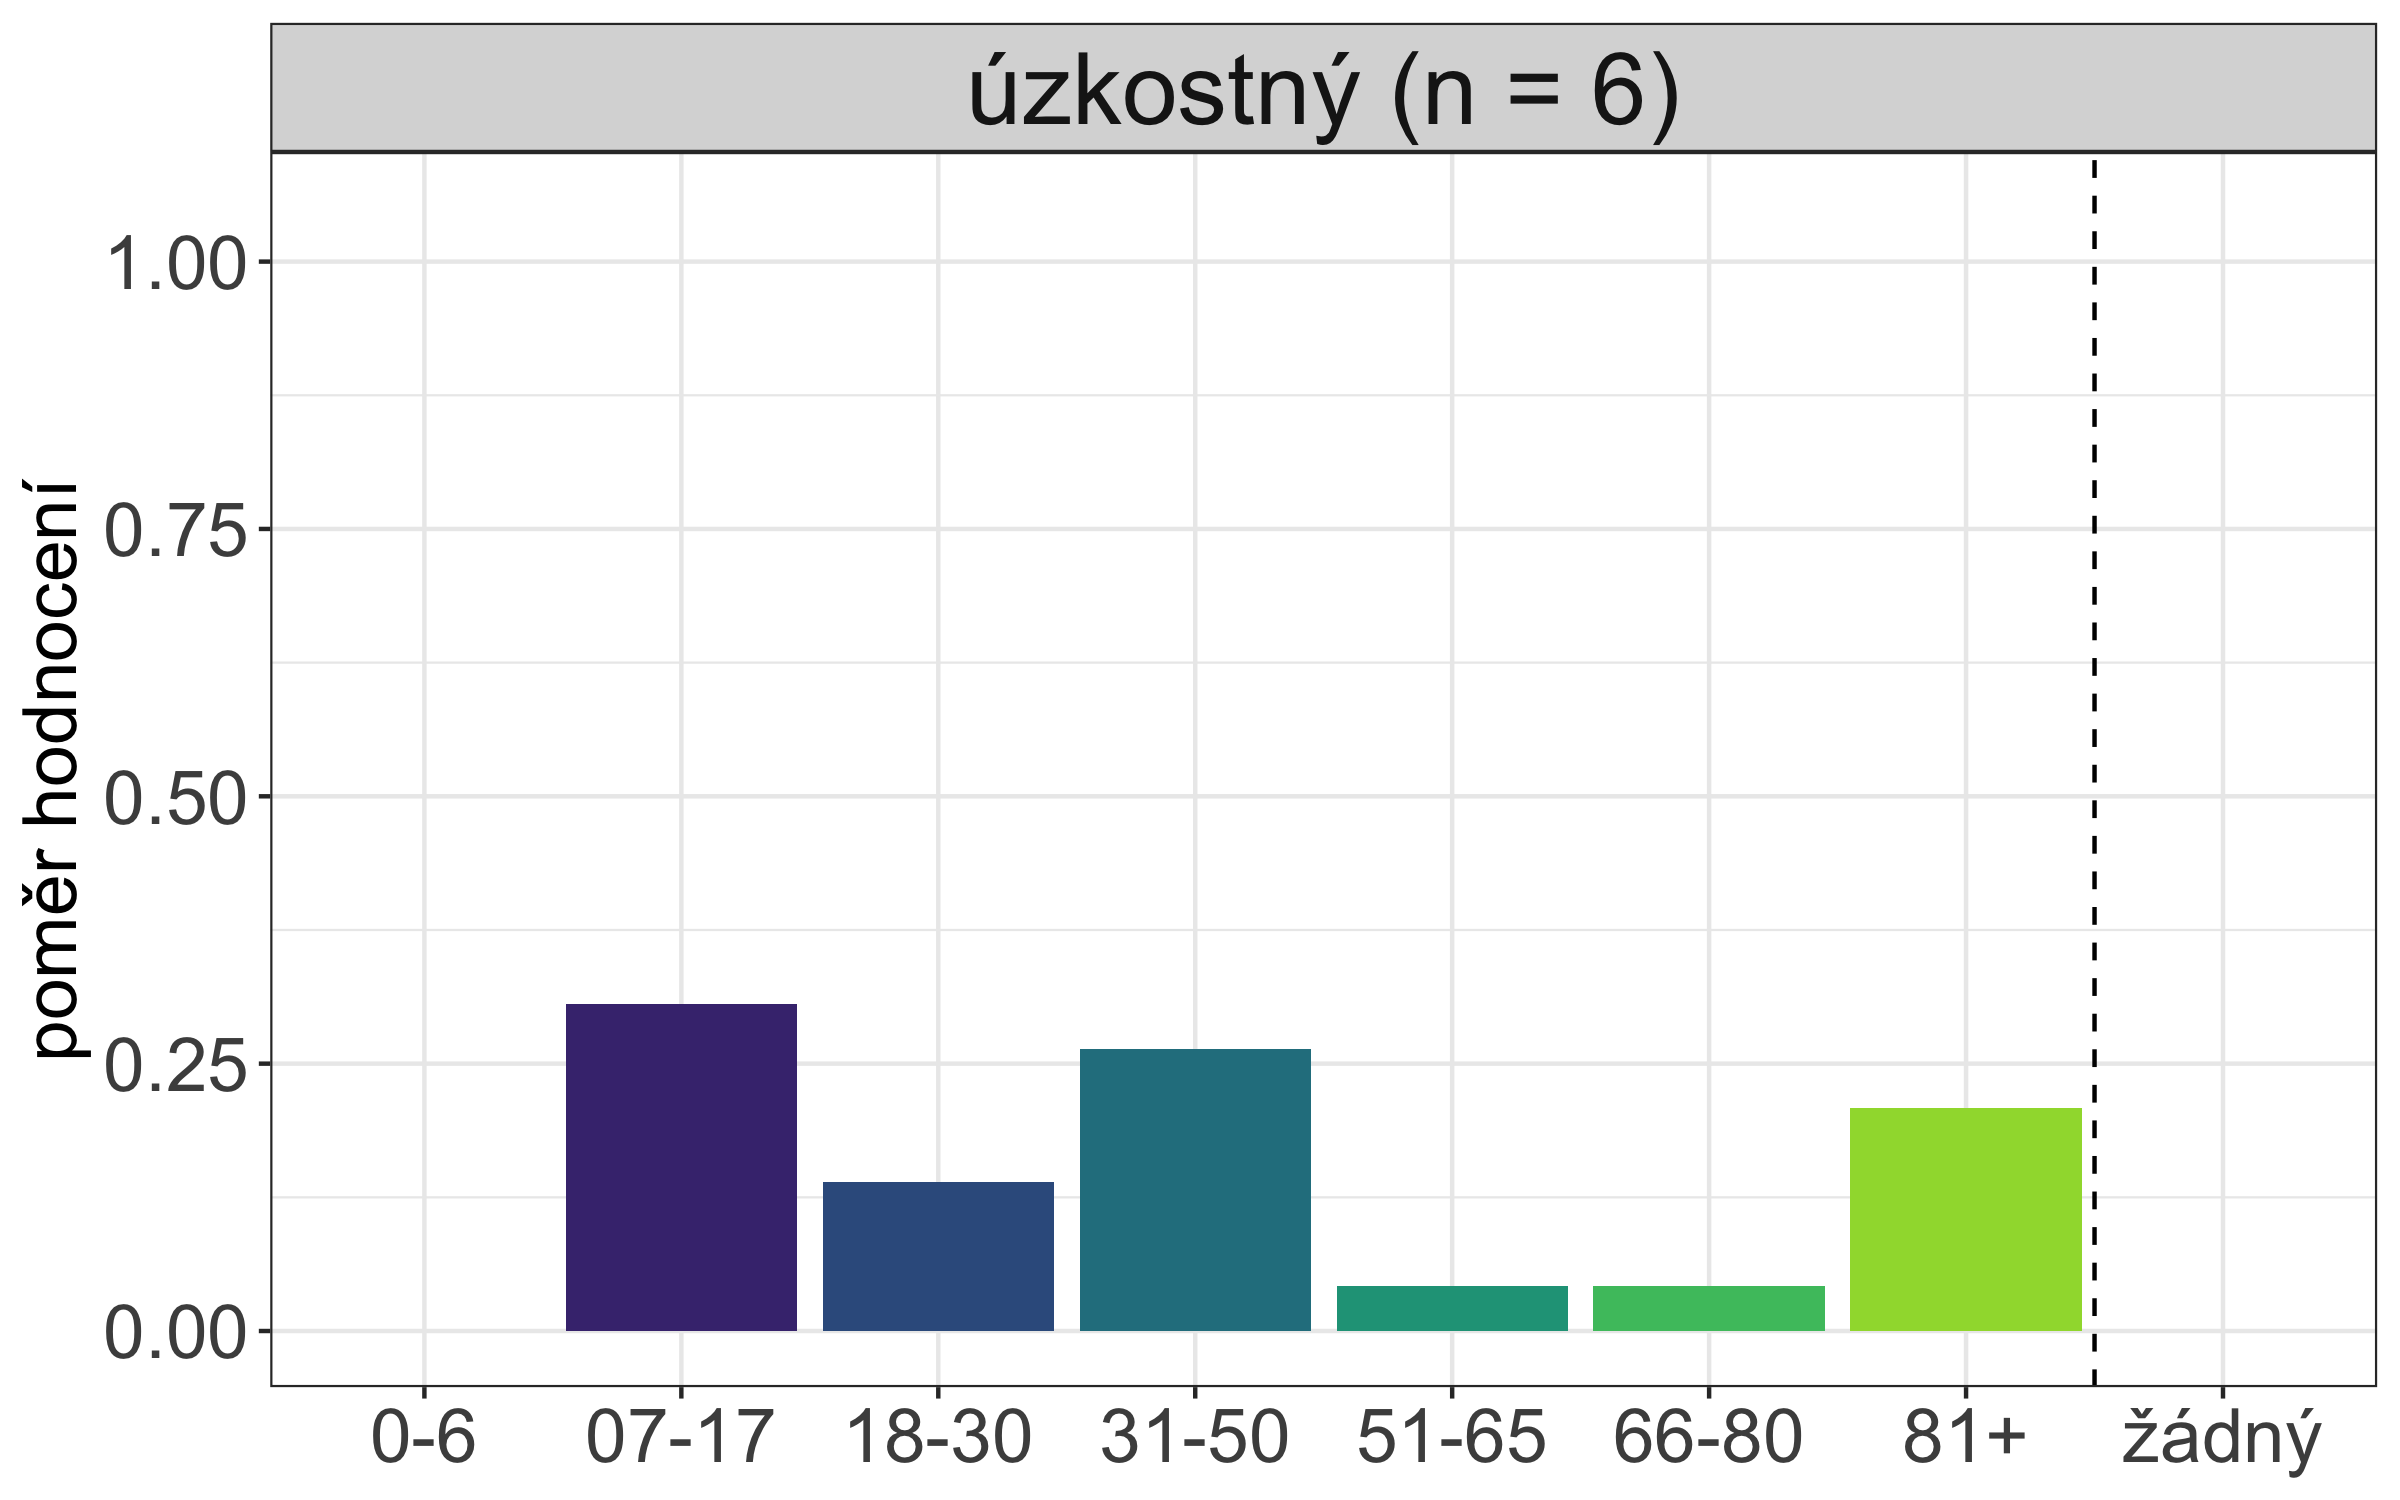 úzkostný (n = 6)
poměr hodnocení
1.00
0.75
0.50
0.25
0.00
0-6 07-17 18-30 31-50 51-65 66-80 81+ žádný